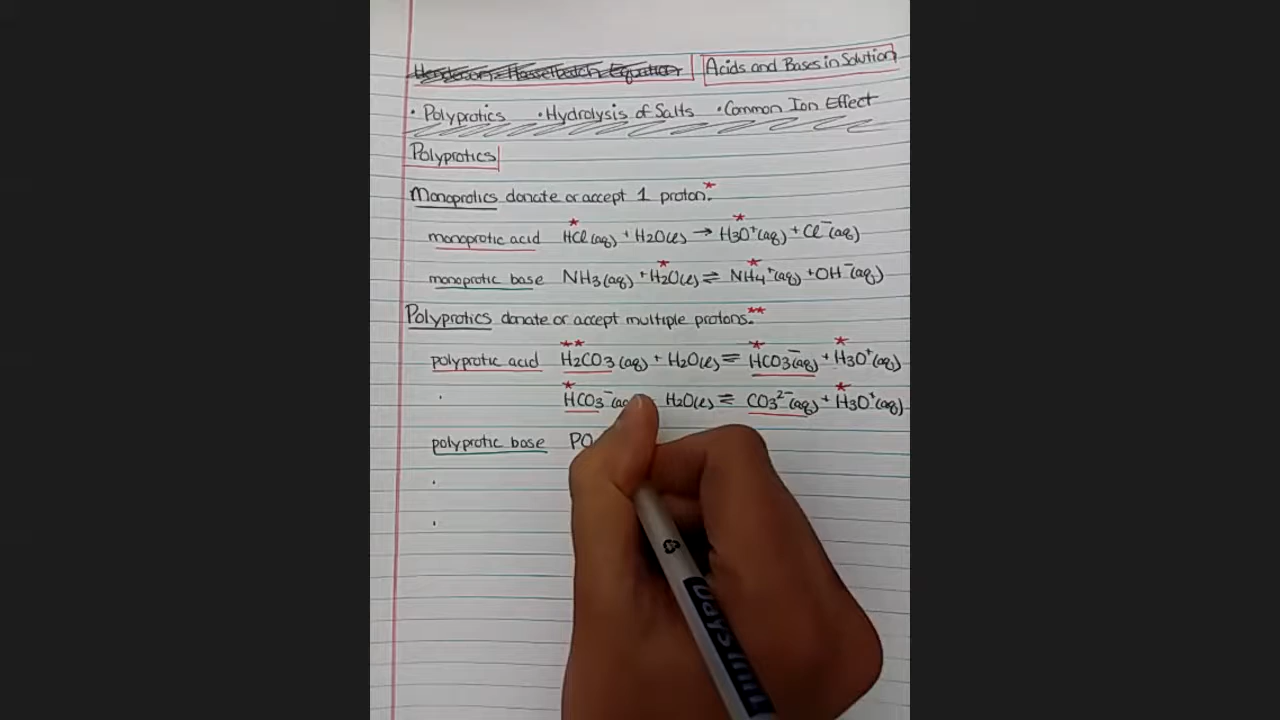 Henderson-Hasselbalch Equation Acids and Bases in Solution
• Polyprotics • Hydrolysis of Salts • Common Ion Effect
Polyprotics
Monoprotics donate or accept 1 proton.*
monoprotic acid HCl(aq) + H2O(l) → H3O⁺(aq) + Cl⁻(aq)
monoprotic base NH3(aq) + H2O(l) ⇌ NH4⁺(aq) + OH⁻(aq)
Polyprotics donate or accept multiple protons.**
polyprotic acid H2CO3(aq) + H2O(l) ⇌ HCO3⁻(aq) + H3O⁺(aq)
HCO3⁻(aq) + H2O(l) ⇌ CO3²⁻(aq) + H3O⁺(aq)
polyprotic base PO